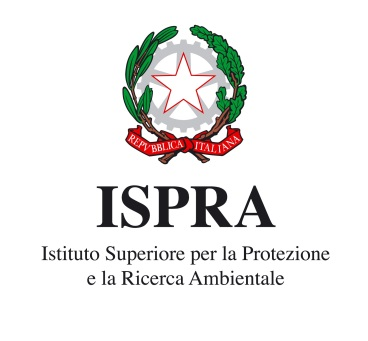 REPVBBLICA ITALIANA
ISPRA
Istituto Superiore per la Protezione
e la Ricerca Ambientale